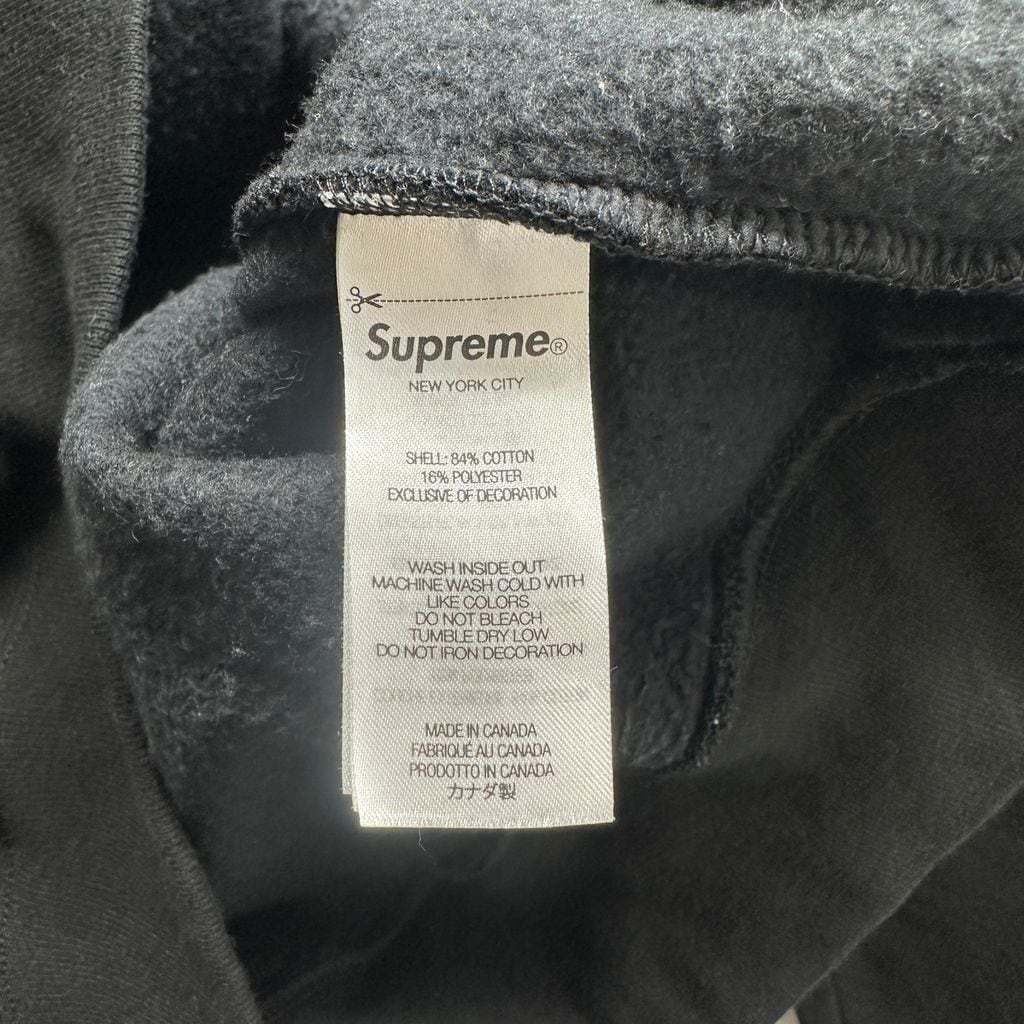 Supreme®
NEW YORK CITY
SHELL: 84% COTTON
16% POLYESTER
EXCLUSIVE OF DECORATION
WASH INSIDE OUT
MACHINE WASH COLD WITH
LIKE COLORS
DO NOT BLEACH
TUMBLE DRY LOW
DO NOT IRON DECORATION
MADE IN CANADA
FABRIQUÉ AU CANADA
PRODOTTO IN CANADA
カナダ製